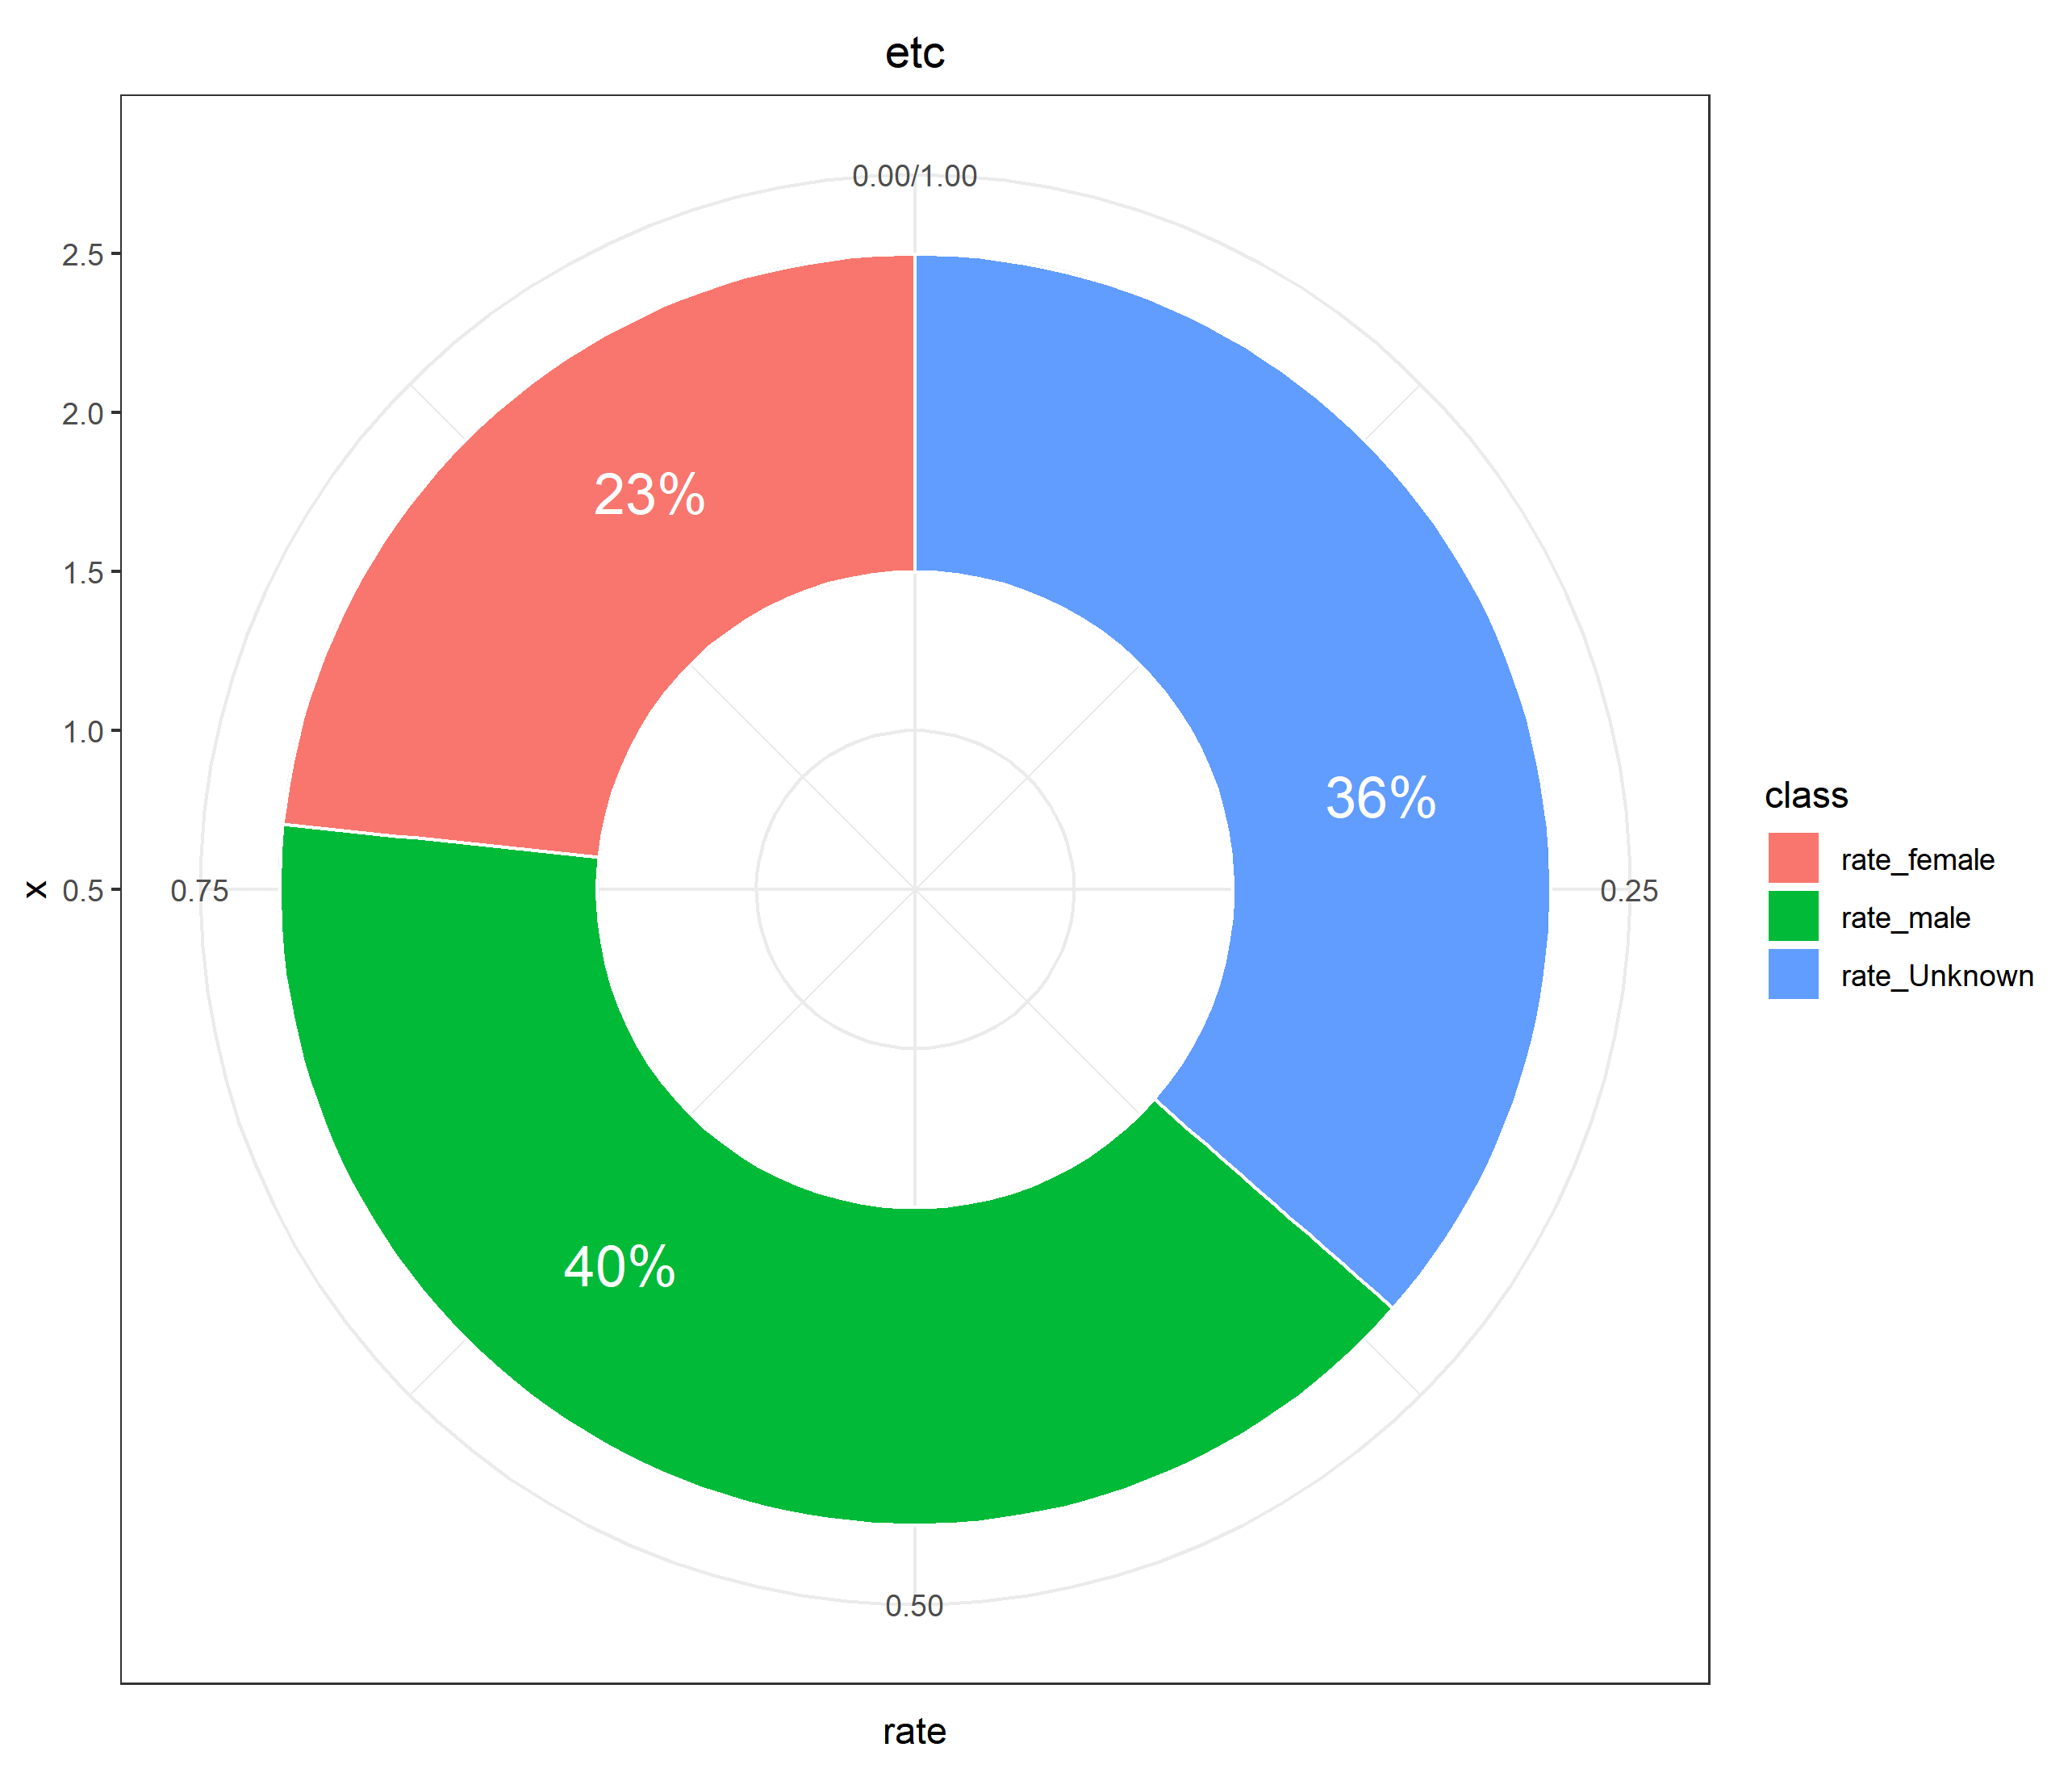 etc
0.00/1.00
2.5
2.0
23%
1.5
1.0
36%
x
0.5
0.75
0.25
40%
0.50
rate
class
rate_female
rate_male
rate_Unknown